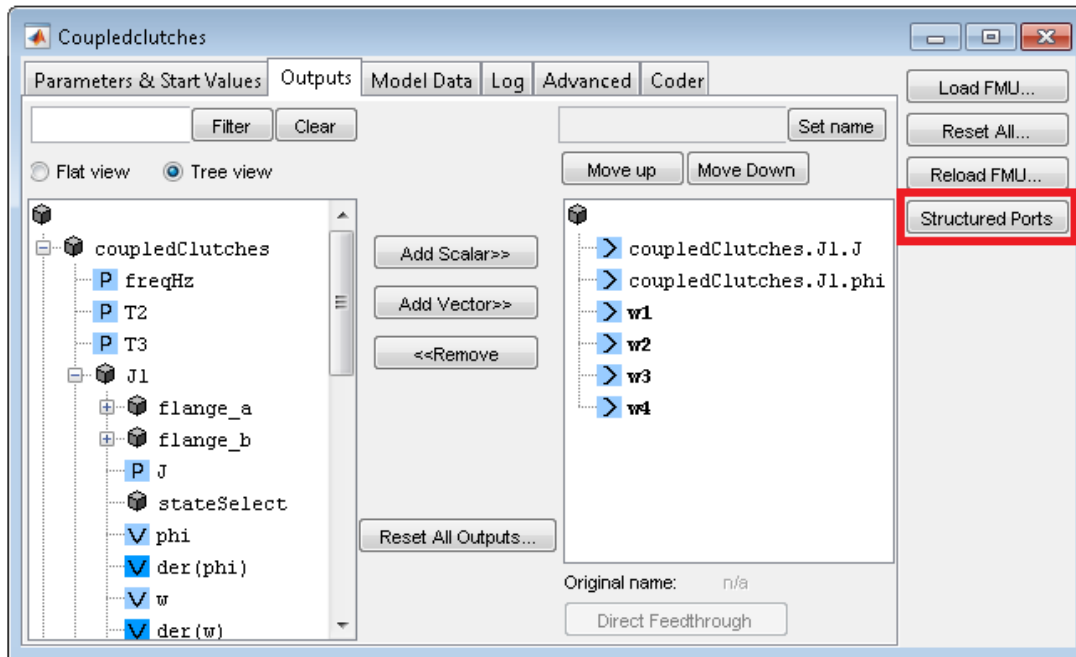 Coupledclutches
Parameters & Start Values Outputs Model Data Log Advanced Coder
Load FMU...
Filter Clear Set name
Reset All...
Flat view Tree view Move up Move Down
Reload FMU...
Structured Ports
coupledClutches
P freqHz
P T2
P T3
J1
flange_a
flange_b
P J
stateSelect
V phi
V der(phi)
V w
V der(w)
Add Scalar>>
Add Vector>>
<<Remove
Reset All Outputs...
coupledClutches.J1.J
coupledClutches.J1.phi
w1
w2
w3
w4
Original name: n/a
Direct Feedthrough